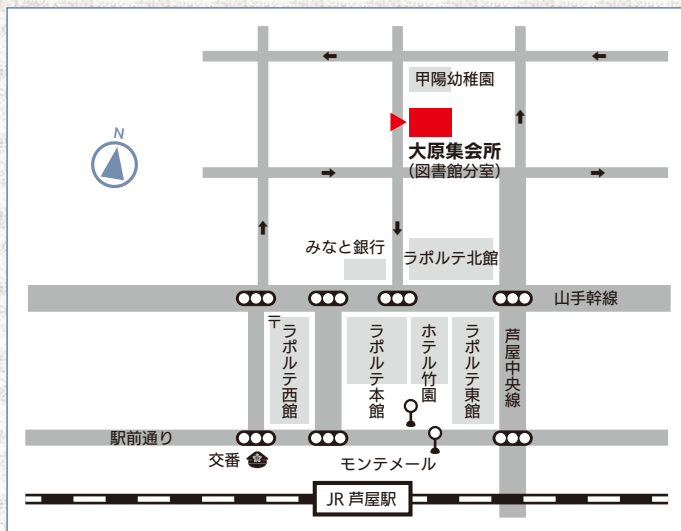 甲陽幼稚園
N
大原集会所
(図書館分室)
みなと銀行
ラポルテ北館
山手幹線
〒
ラポルテ西館
ラポルテ本館
ホテル竹園
ラポルテ東館
芦屋中央線
駅前通り
交番
モンテメール
JR 芦屋駅